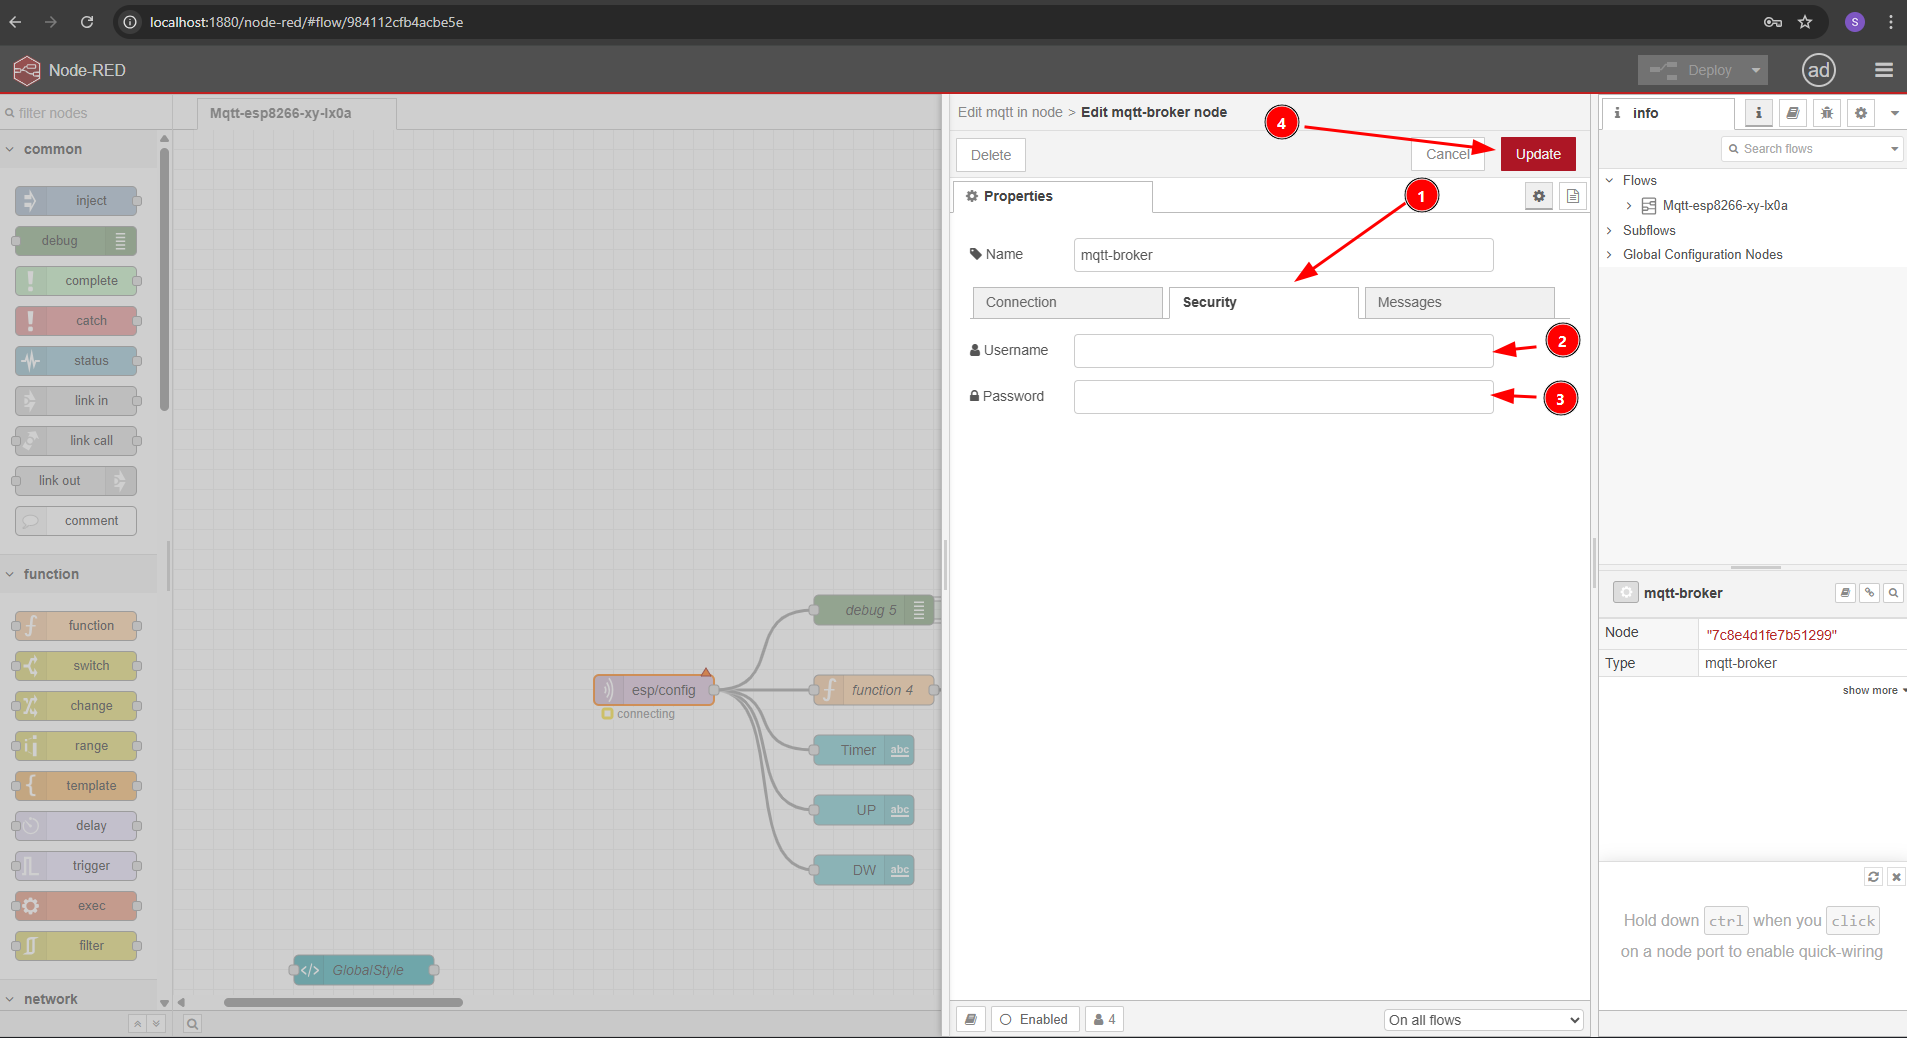 localhost:1880/node-red/#flow/984112cfb4acbe5e
S
Node-RED
Deploy
ad
filter nodes
common
inject
debug
complete
catch
status
link in
link call
link out
comment
function
function
switch
change
range
template
delay
trigger
exec
filter
network
Mqtt-esp8266-xy-lx0a
esp/config
connecting
debug 5
function 4
Timer
abc
UP
abc
DW
abc
GlobalStyle
Edit mqtt in node > Edit mqtt-broker node
4
Delete
Cancel
Update
Properties
1
Name
mqtt-broker
Connection
Security
Messages
Username
2
Password
3
Enabled
4
On all flows
i info
i
Search flows
Flows
Mqtt-esp8266-xy-lx0a
Subflows
Global Configuration Nodes
mqtt-broker
Node
"7c8e4d1fe7b51299"
Type
mqtt-broker
show more
Hold down ctrl when you click
on a node port to enable quick-wiring